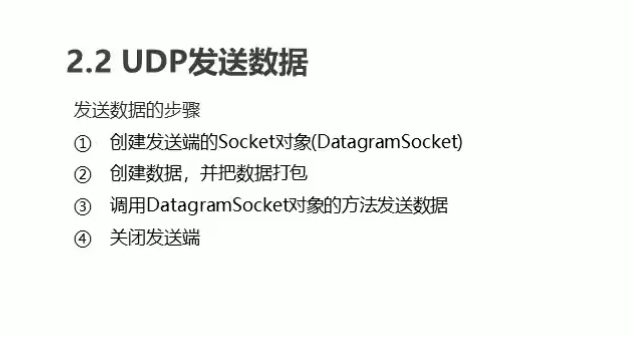 2.2 UDP发送数据
发送数据的步骤
① 创建发送端的Socket对象(DatagramSocket)
② 创建数据，并把数据打包
③ 调用DatagramSocket对象的方法发送数据
④ 关闭发送端